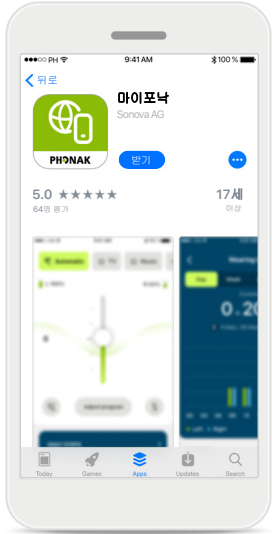 ●●●○○ PH 9:41 AM 100 %
뒤로
마이포낙
Sonova AG
PHONAK
받기
5.0 ★★★★★ 17세
64명 평가 이상
Automatic TV Music
Adjust program
Today Games Apps Updates Search